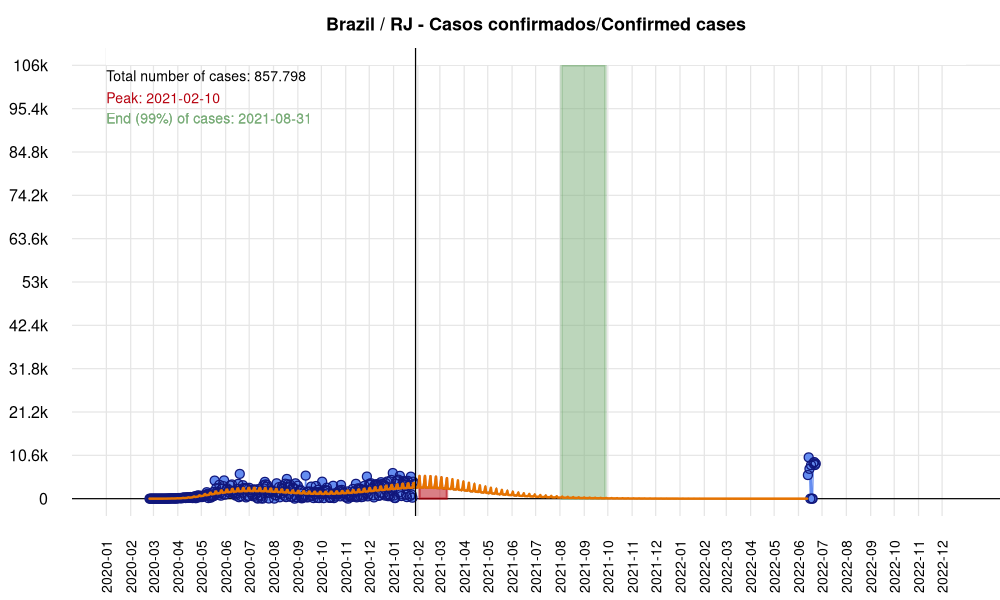 Brazil / RJ - Casos confirmados/Confirmed cases
106k
Total number of cases: 857.798
Peak: 2021-02-10
95.4k
End (99%) of cases: 2021-08-31
84.8k
74.2k
63.6k
53k
42.4k
31.8k
21.2k
10.6k
0
2020-01
2020-02
2020-03
2020-04
2020-05
2020-06
2020-07
2020-08
2020-09
2020-10
2020-11
2020-12
2021-01
2021-02
2021-03
2021-04
2021-05
2021-06
2021-07
2021-08
2021-09
2021-10
2021-11
2021-12
2022-01
2022-02
2022-03
2022-04
2022-05
2022-06
2022-07
2022-08
2022-09
2022-10
2022-11
2022-12